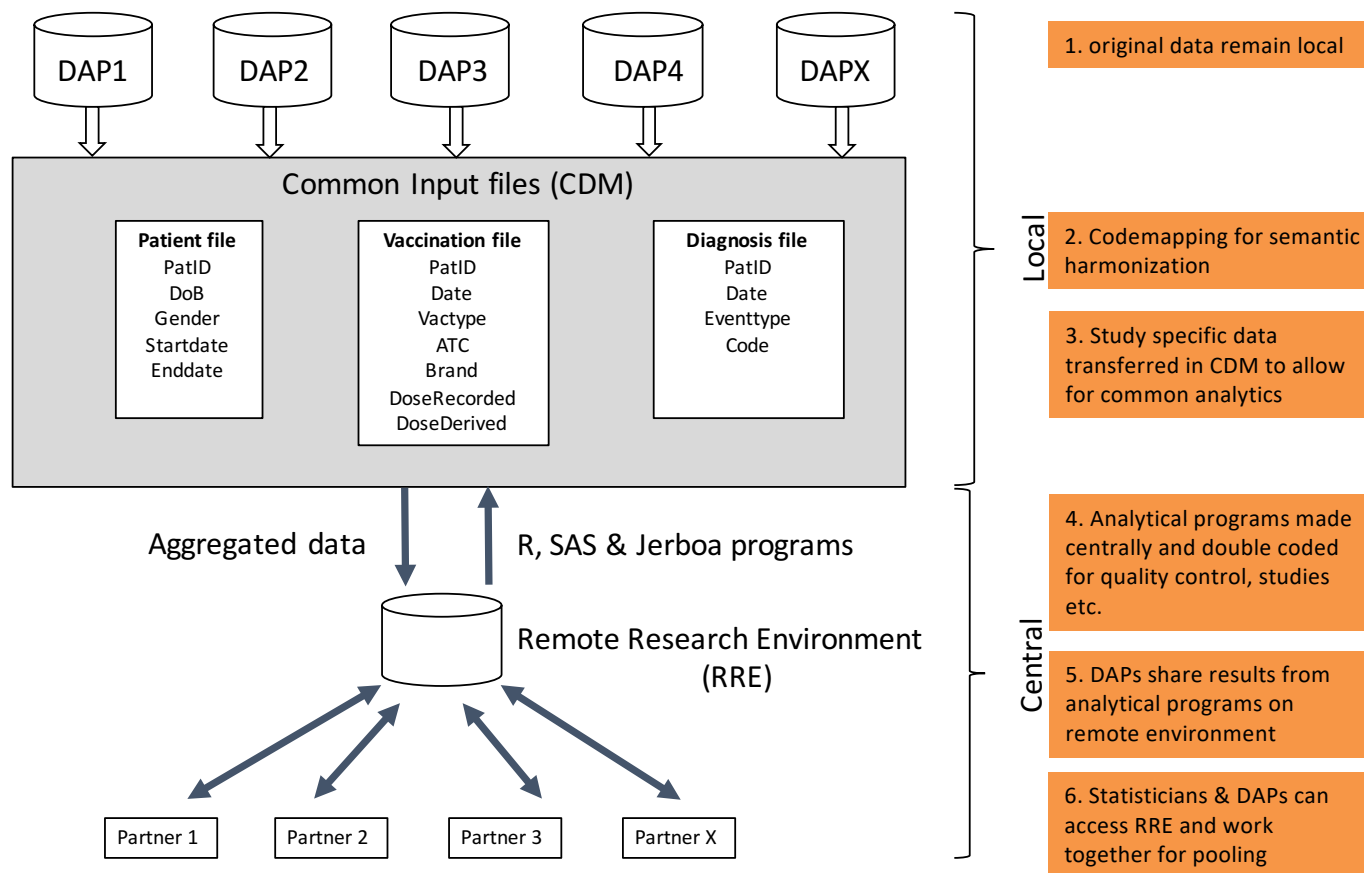 DAP1
DAP2
DAP3
DAP4
DAPX
Common Input files (CDM)
Patient file
PatID
DoB
Gender
Startdate
Enddate
Vaccination file
PatID
Date
Vactype
ATC
Brand
DoseRecorded
DoseDerived
Diagnosis file
PatID
Date
Eventtype
Code
Aggregated data
R, SAS & Jerboa programs
Remote Research Environment
(RRE)
Partner 1
Partner 2
Partner 3
Partner X
Local
Central
1. original data remain local
2. Codemapping for semantic
harmonization
3. Study specific data
transferred in CDM to allow
for common analytics
4. Analytical programs made
centrally and double coded
for quality control, studies
etc.
5. DAPs share results from
analytical programs on
remote environment
6. Statisticians & DAPs can
access RRE and work
together for pooling